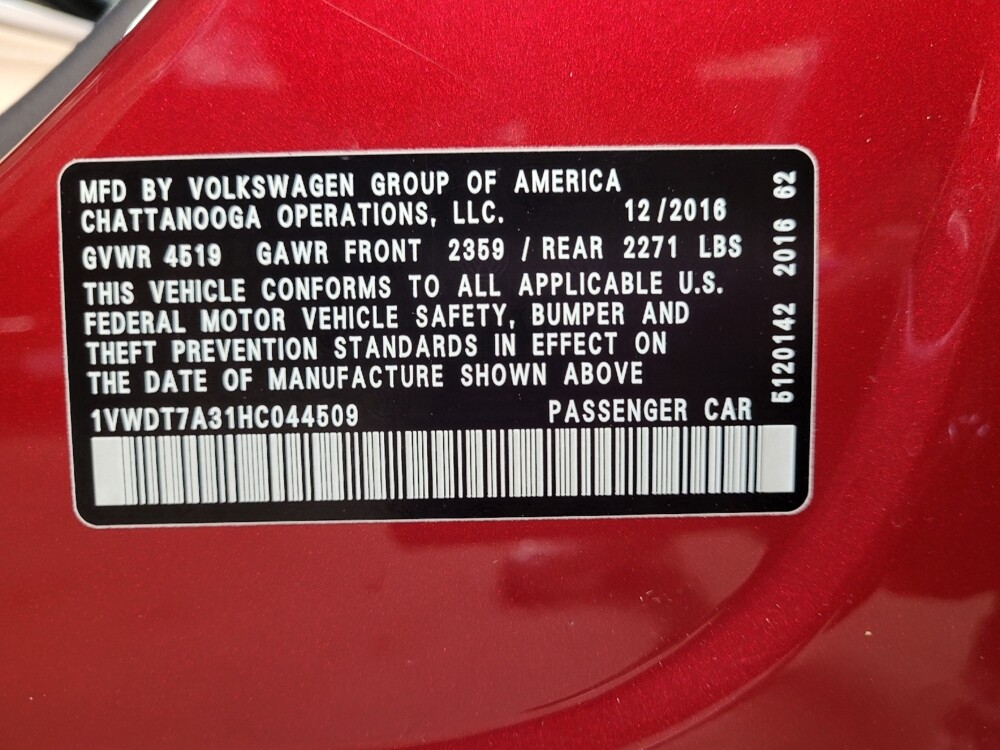 MFD BY VOLKSWAGEN GROUP OF AMERICA
CHATTANOOGA OPERATIONS, LLC. 12/2016
GVWR 4519 GAWR FRONT 2359 / REAR 2271 LBS
THIS VEHICLE CONFORMS TO ALL APPLICABLE U.S.
FEDERAL MOTOR VEHICLE SAFETY, BUMPER AND
THEFT PREVENTION STANDARDS IN EFFECT ON
THE DATE OF MANUFACTURE SHOWN ABOVE
1VWDT7A31HC044509 PASSENGER CAR
5120142 2016 62